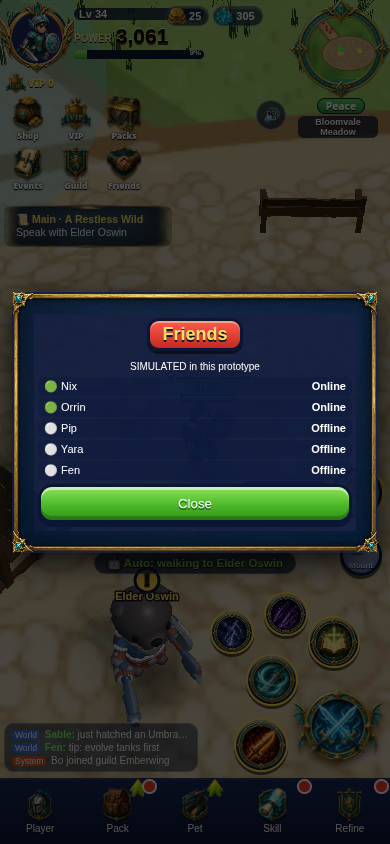 Lv 34
25
305
POWER 3,061
9%
VIP 0
Shop
VIP
Packs
Peace
Bloomvale
Meadow
Events
Guild
Friends
Main · A Restless Wild
Speak with Elder Oswin
Friends
SIMULATED in this prototype
Nix Online
Orrin Online
Pip Offline
Yara Offline
Fen Offline
Close
Auto: walking to Elder Oswin
Mount
Elder Oswin
World Sable: just hatched an Umbra...
World Fen: tip: evolve tanks first
System Bo joined guild Emberwing
Player
Pack
Pet
Skill
Refine